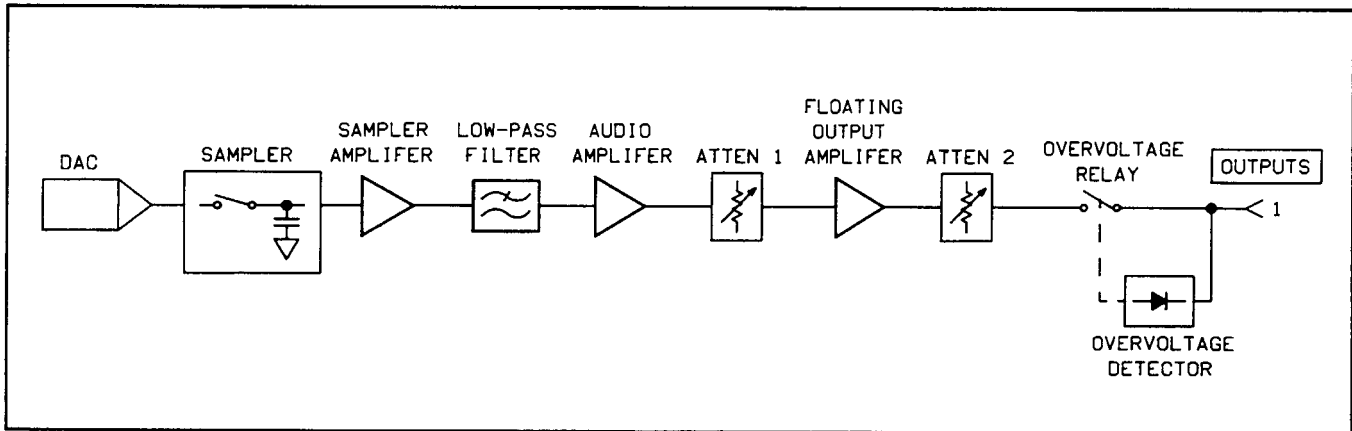 DAC
SAMPLER
SAMPLER
AMPLIFER
LOW-PASS
FILTER
AUDIO
AMPLIFER
ATTEN 1
FLOATING
OUTPUT
AMPLIFER
ATTEN 2
OVERVOLTAGE
RELAY
OUTPUTS
1
OVERVOLTAGE
DETECTOR